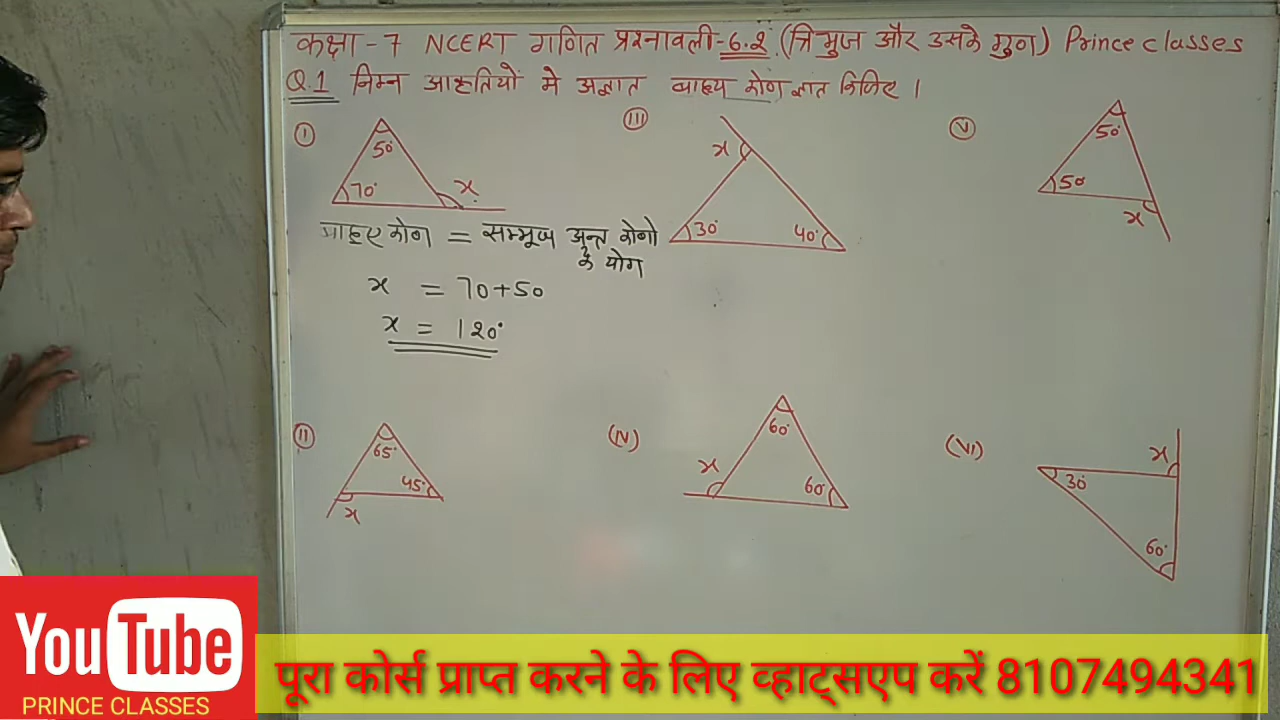 कक्षा - 7 NCERT गणित प्रश्नावली - 6.2 (त्रिभुज और उसके गुण) Prince classes
Q.1 निम्न आकृतियों मे अज्ञात बाह्य कोण ज्ञात किजिए ।
I 50° 70° x
बाह्य कोण = सम्मुख अन्त कोणो के योग
x = 70+50
x = 120°
III x 30° 40°
V 50° 50° x
II 65° 45° x
(IV) 60° x 60°
(VI) x 30° 60°
YouTube
PRINCE CLASSES
पूरा कोर्स प्राप्त करने के लिए व्हाट्सएप करें 8107494341